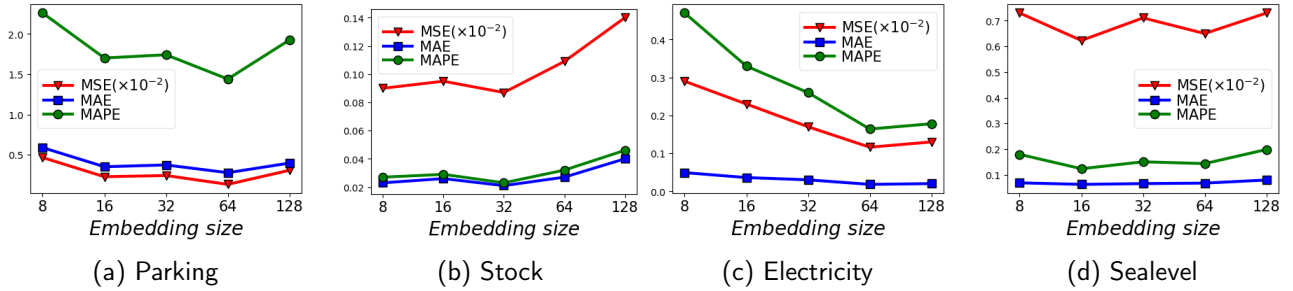 2.0
1.5
1.0
0.5
MSE(×10⁻²)
MAE
MAPE
8 16 32 64 128
Embedding size
(a) Parking
0.14
0.12
0.10
0.08
0.06
0.04
0.02
MSE(×10⁻²)
MAE
MAPE
8 16 32 64 128
Embedding size
(b) Stock
0.4
0.3
0.2
0.1
0.0
MSE(×10⁻²)
MAE
MAPE
8 16 32 64 128
Embedding size
(c) Electricity
0.7
0.6
0.5
0.4
0.3
0.2
0.1
MSE(×10⁻²)
MAE
MAPE
8 16 32 64 128
Embedding size
(d) Sealevel